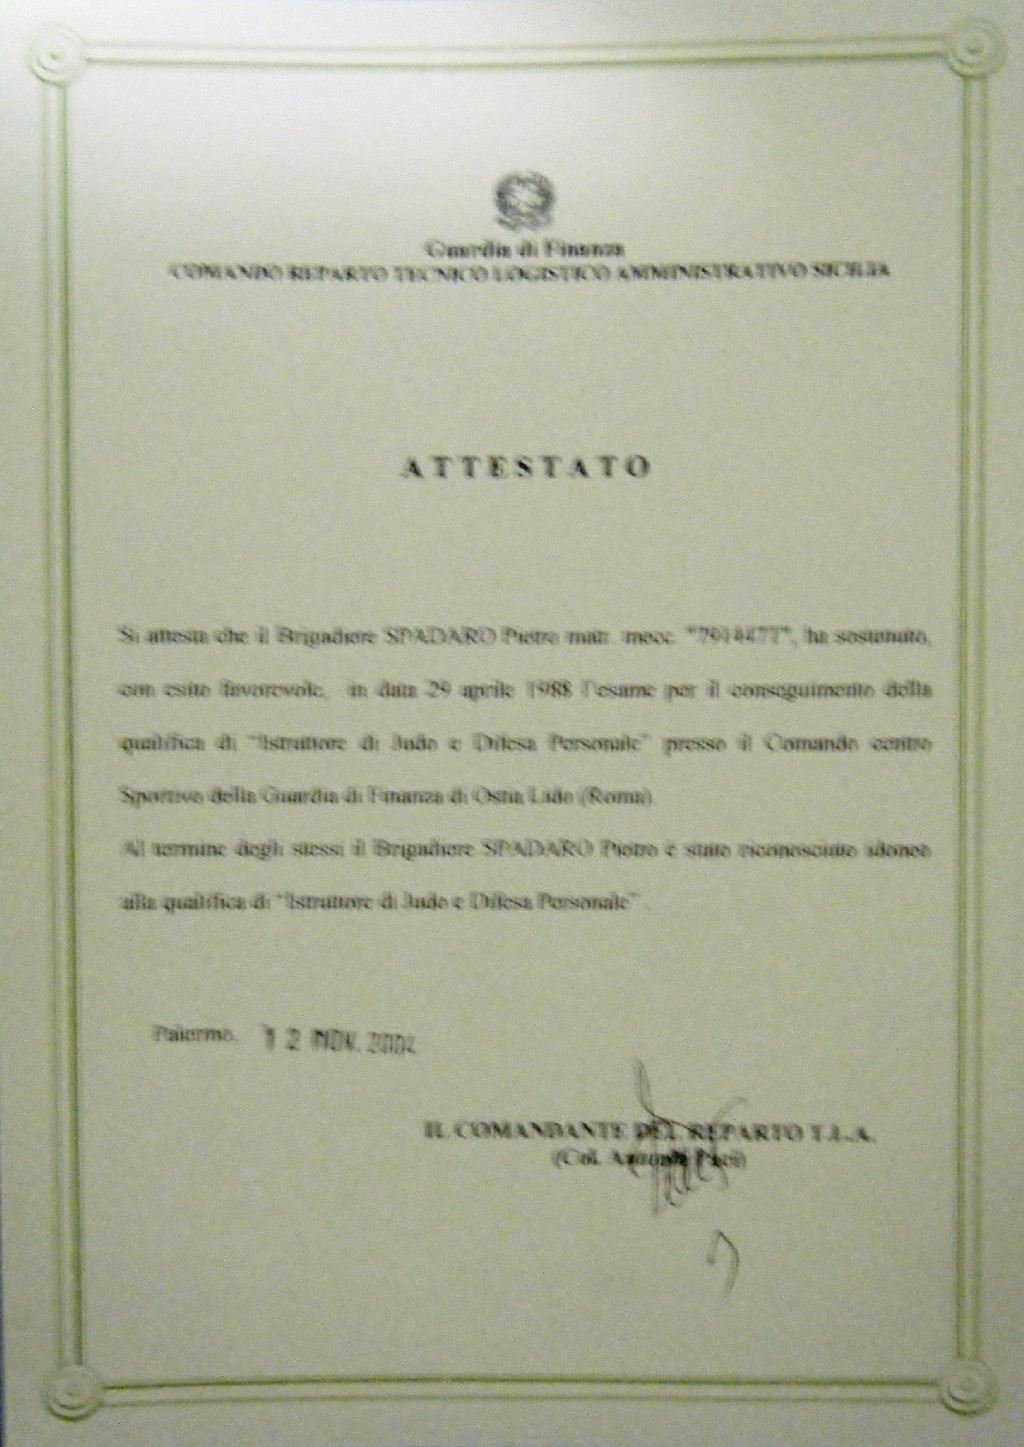 Guardia di Finanza
COMANDO REPARTO TECNICO LOGISTICO AMMINISTRATIVO SICILIA
ATTESTATO
Si attesta che il Brigadiere SPADARO Pietro matr. mecc. ha sostenuto,
con esito favorevole, in data 29 aprile 1988 l'esame per il conseguimento della
qualifica di "Istruttore di Judo e Difesa Personale" presso il Comando centro
Sportivo della Guardia di Finanza di Ostia Lido (Roma).
Al termine degli stessi il Brigadiere SPADARO Pietro è stato riconosciuto idoneo
alla qualifica di "Istruttore di Judo e Difesa Personale".
Palermo, 12 NOV. 2004
IL COMANDANTE DEL REPARTO T.L.A.
(Col. Antonio